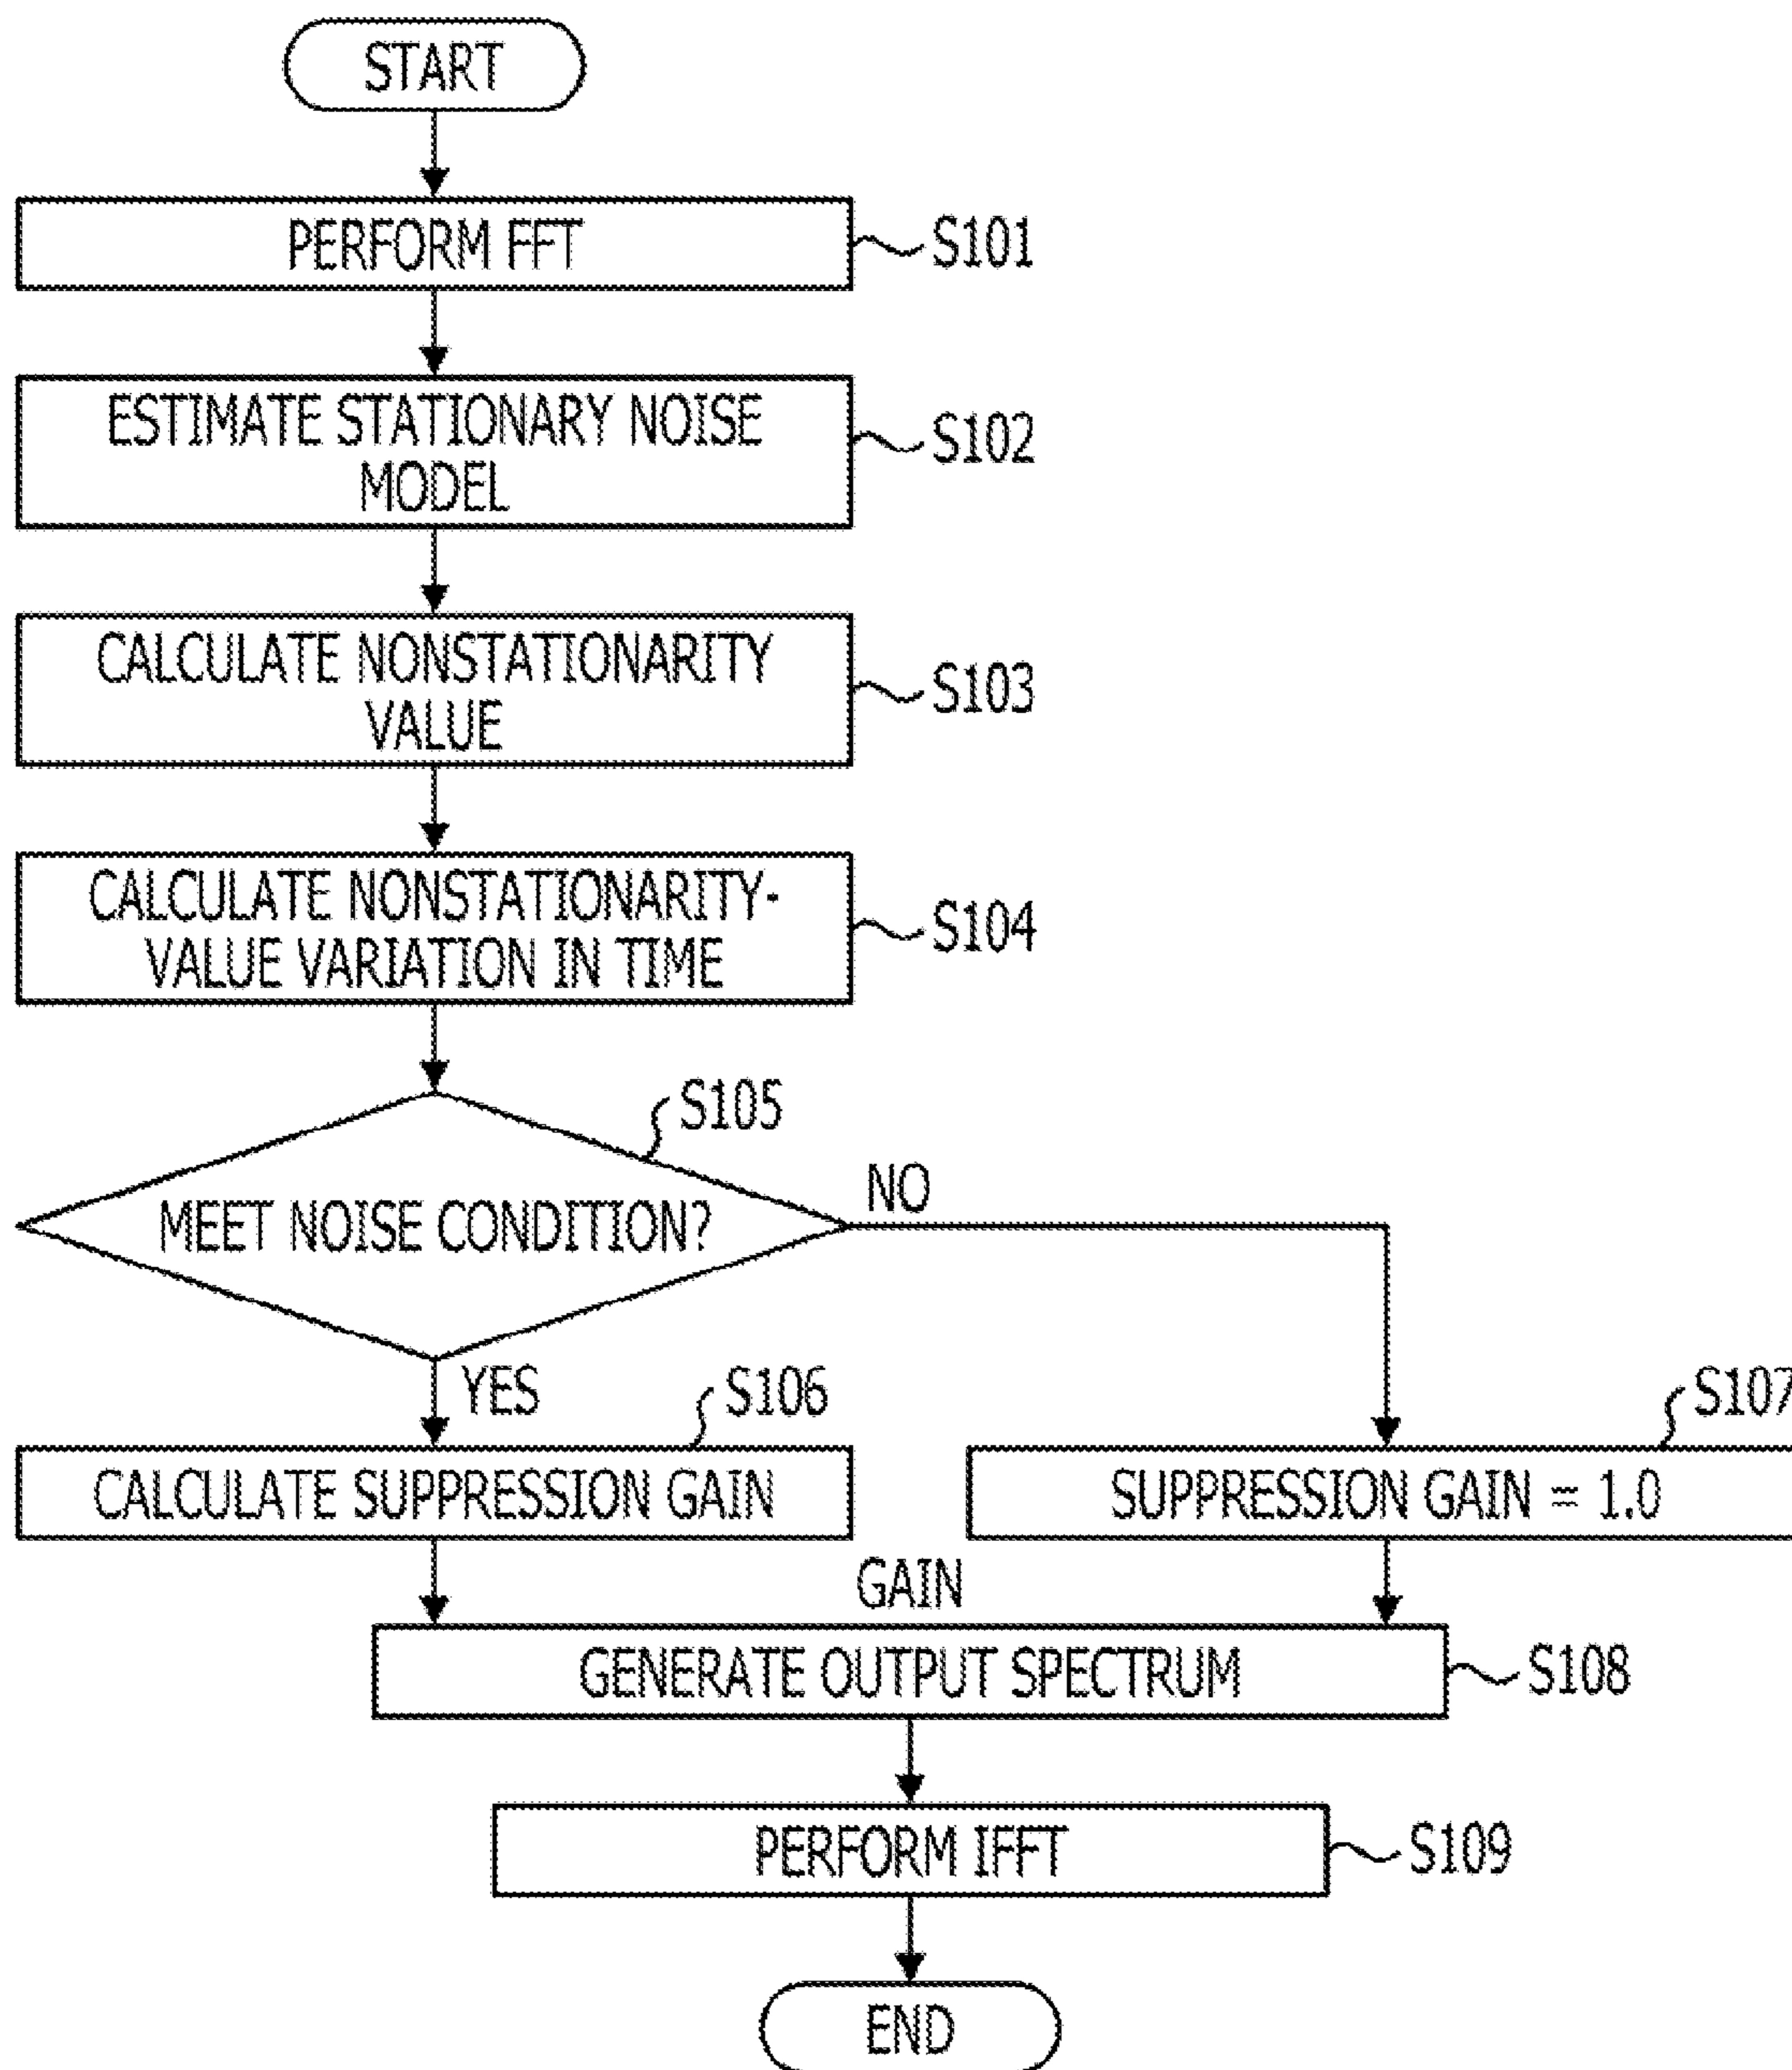 START
PERFORM FFT
S101
ESTIMATE STATIONARY NOISE
MODEL
S102
CALCULATE NONSTATIONARITY
VALUE
S103
CALCULATE NONSTATIONARITY-
VALUE VARIATION IN TIME
S104
S105
MEET NOISE CONDITION?
NO
YES
S106
S107
CALCULATE SUPPRESSION GAIN
SUPPRESSION GAIN = 1.0
GAIN
GENERATE OUTPUT SPECTRUM
S108
PERFORM IFFT
S109
END